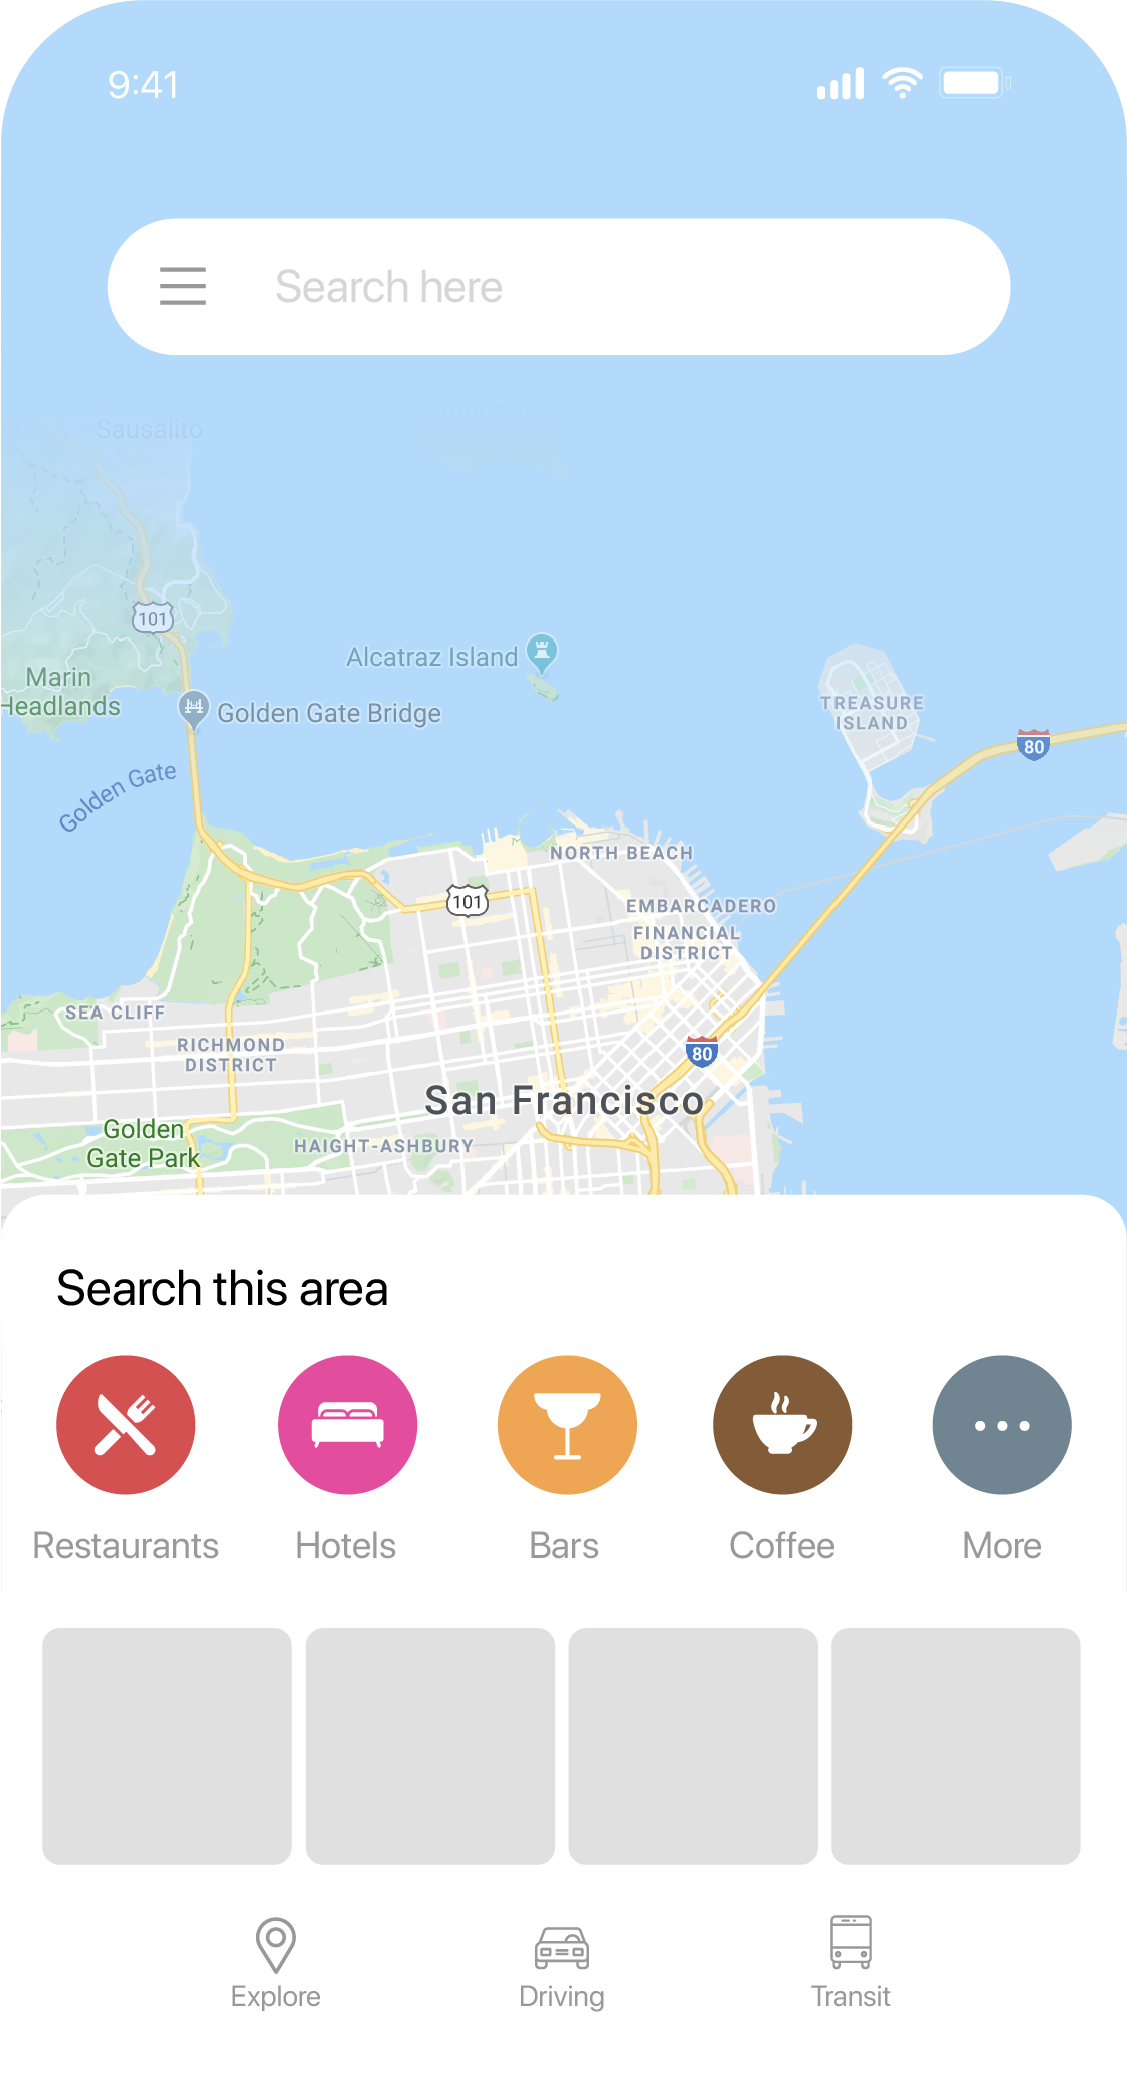 9:41
Search here
Sausalito
101
Marin
Headlands
Alcatraz Island
Golden Gate Bridge
TREASURE
ISLAND
80
Golden Gate
NORTH BEACH
101
EMBARCADERO
FINANCIAL
DISTRICT
SEA CLIFF
RICHMOND
DISTRICT
80
San Francisco
Golden
Gate Park
HAIGHT-ASHBURY
Search this area
Restaurants
Hotels
Bars
Coffee
More
Explore
Driving
Transit